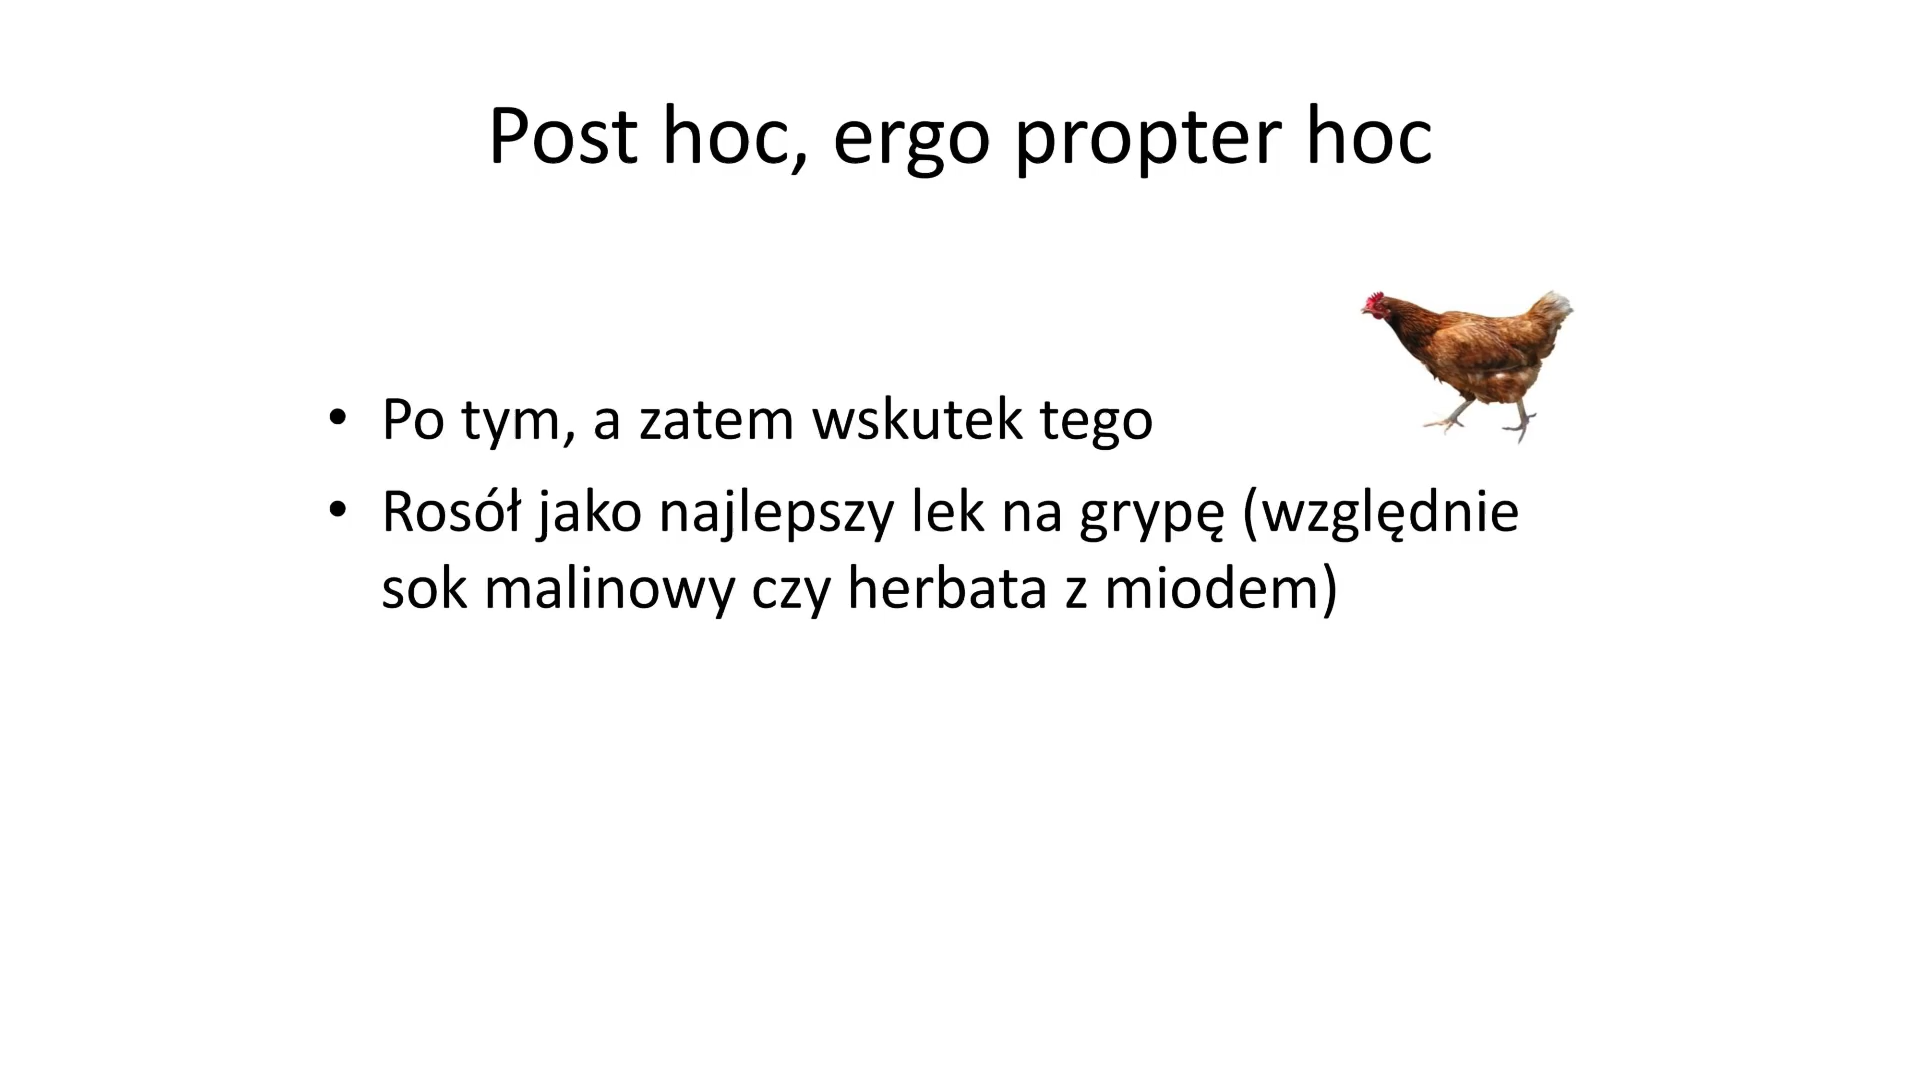 Post hoc, ergo propter hoc
• Po tym, a zatem wskutek tego
• Rosół jako najlepszy lek na grypę (względnie
sok malinowy czy herbata z miodem)